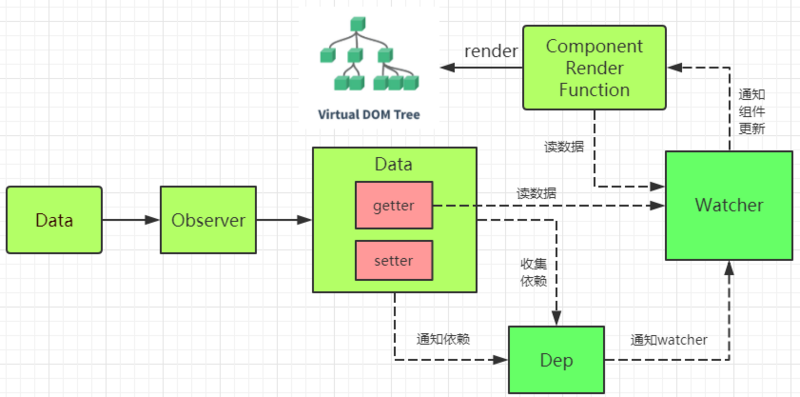 render
Component
Render
Function
Virtual DOM Tree
通知
组件
更新
读数据
Data
getter
读数据
Watcher
Data
Observer
setter
收集
依赖
通知依赖
Dep
通知watcher